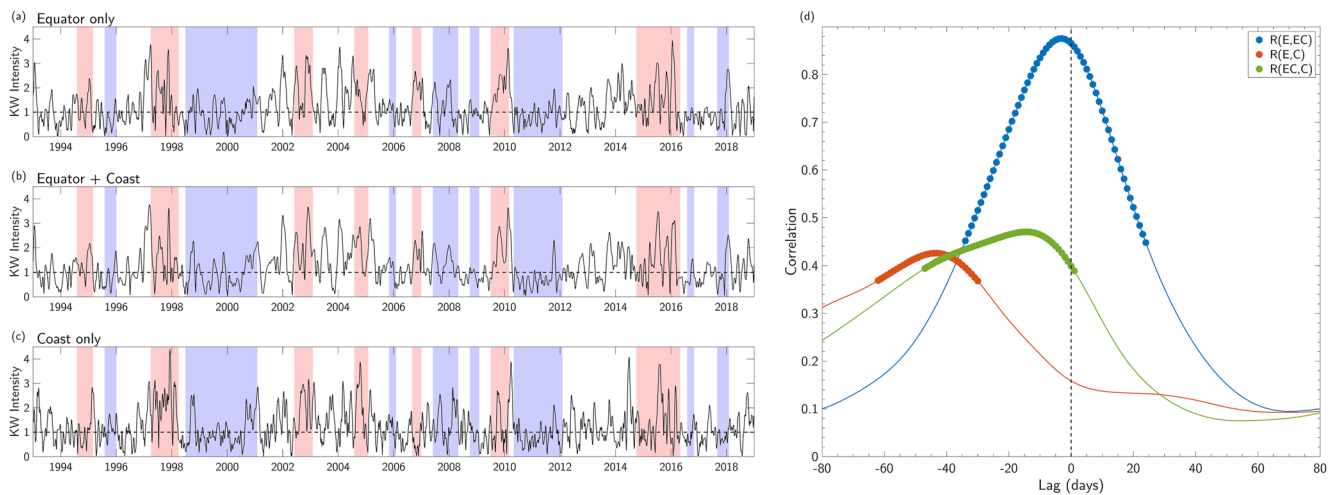 (a) Equator only
KW Intensity
4
3
2
1
0
1994 1996 1998 2000 2002 2004 2006 2008 2010 2012 2014 2016 2018
(b) Equator + Coast
KW Intensity
4
3
2
1
0
1994 1996 1998 2000 2002 2004 2006 2008 2010 2012 2014 2016 2018
(c) Coast only
KW Intensity
4
3
2
1
0
1994 1996 1998 2000 2002 2004 2006 2008 2010 2012 2014 2016 2018
(d)
R(E,EC)
R(E,C)
R(EC,C)
Correlation
0.8
0.7
0.6
0.5
0.4
0.3
0.2
0.1
0
-80 -60 -40 -20 0 20 40 60 80
Lag (days)